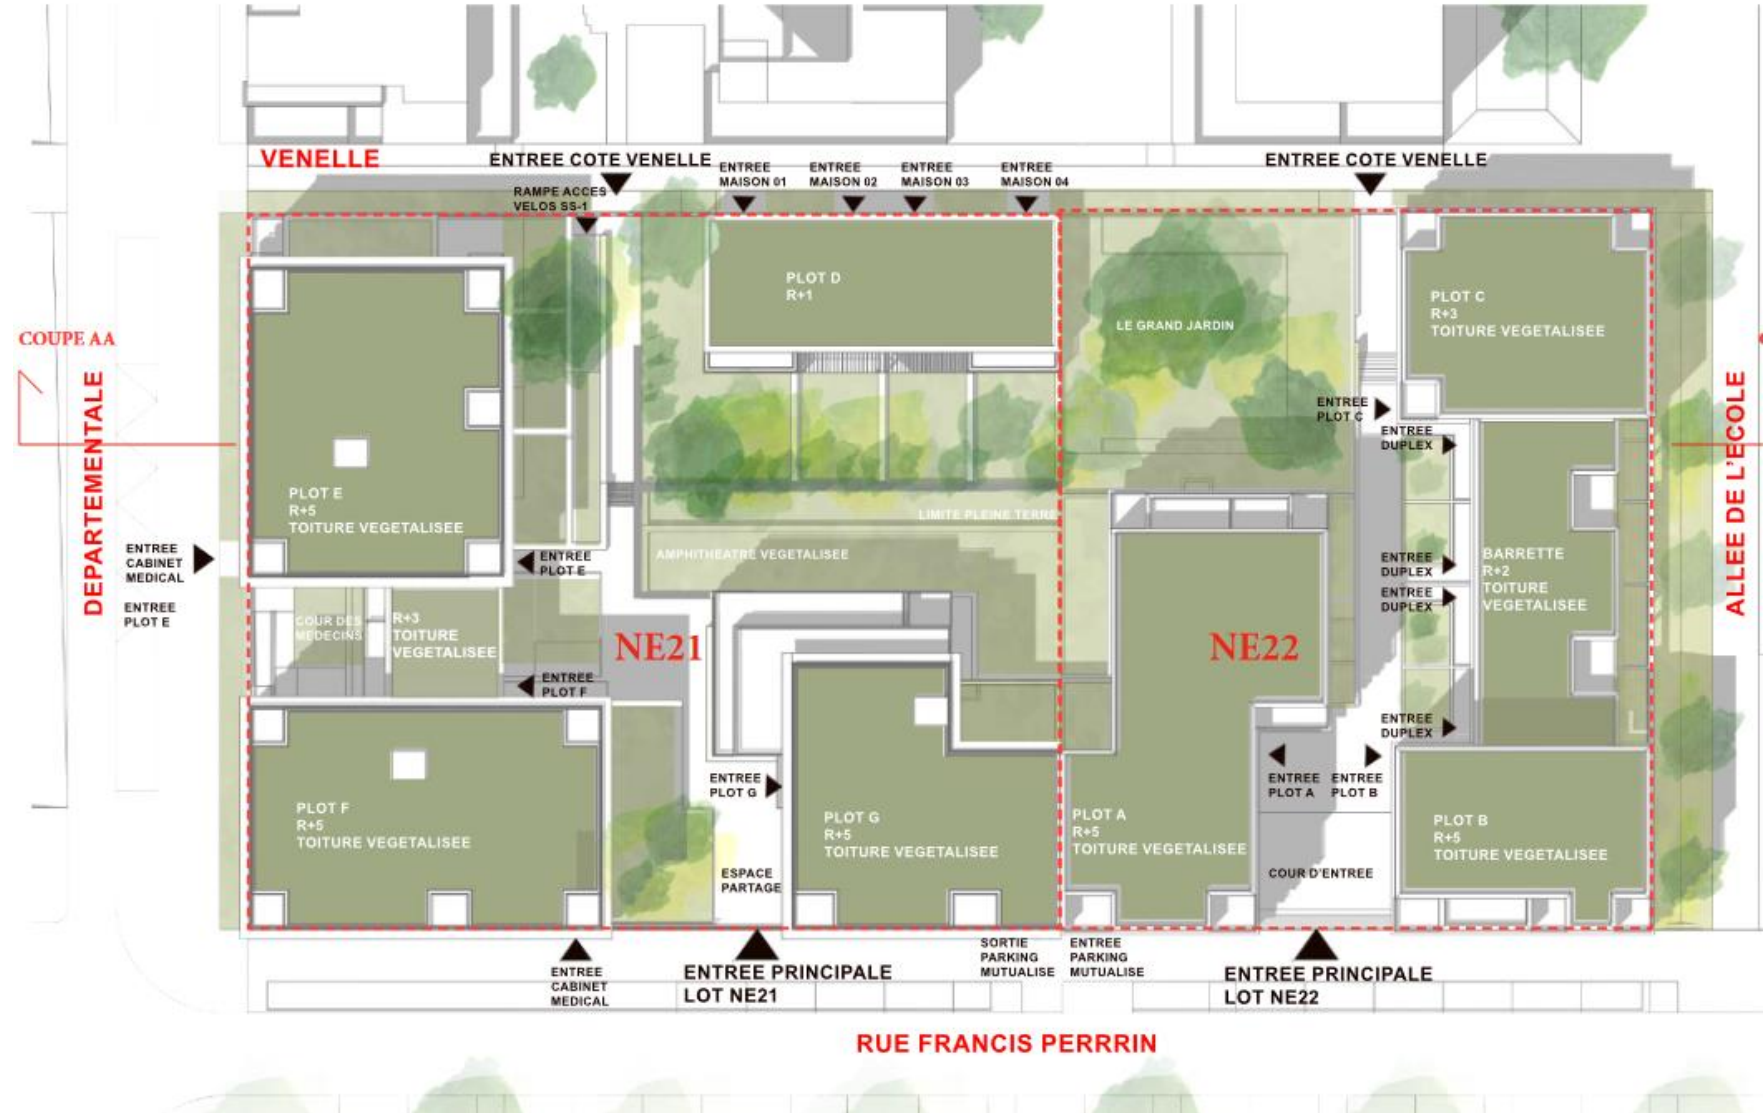 VENELLE
ENTREE COTE VENELLE
ENTREE COTE VENELLE
ENTREE
MAISON 01
ENTREE
MAISON 02
ENTREE
MAISON 03
ENTREE
MAISON 04
RAMPE ACCES
VELOS SS-1
PLOT D
R+1
LE GRAND JARDIN
PLOT C
R+3
TOITURE VEGETALISEE
COUPE AA
DEPARTEMENTALE
ALLEE DE L'ECOLE
ENTREE
PLOT C
ENTREE
DUPLEX
PLOT E
R+5
TOITURE VEGETALISEE
LIMITE PLEINE TERRE
AMPHITHEATRE VEGETALISEE
ENTREE
CABINET
MEDICAL
ENTREE
PLOT E
ENTREE
PLOT E
ENTREE
DUPLEX
ENTREE
DUPLEX
BARRETTE
R+2
TOITURE
VEGETALISEE
COUR DES
MEDECINS
R+3
TOITURE
VEGETALISEE
NE21
NE22
ENTREE
PLOT F
ENTREE
DUPLEX
ENTREE
PLOT G
ENTREE
PLOT A
ENTREE
PLOT B
PLOT F
R+5
TOITURE VEGETALISEE
PLOT G
R+5
TOITURE VEGETALISEE
PLOT A
R+5
TOITURE VEGETALISEE
PLOT B
R+5
TOITURE VEGETALISEE
ESPACE
PARTAGE
COUR D'ENTREE
ENTREE
CABINET
MEDICAL
ENTREE PRINCIPALE
LOT NE21
SORTIE
PARKING
MUTUALISE
ENTREE
PARKING
MUTUALISE
ENTREE PRINCIPALE
LOT NE22
RUE FRANCIS PERRRIN